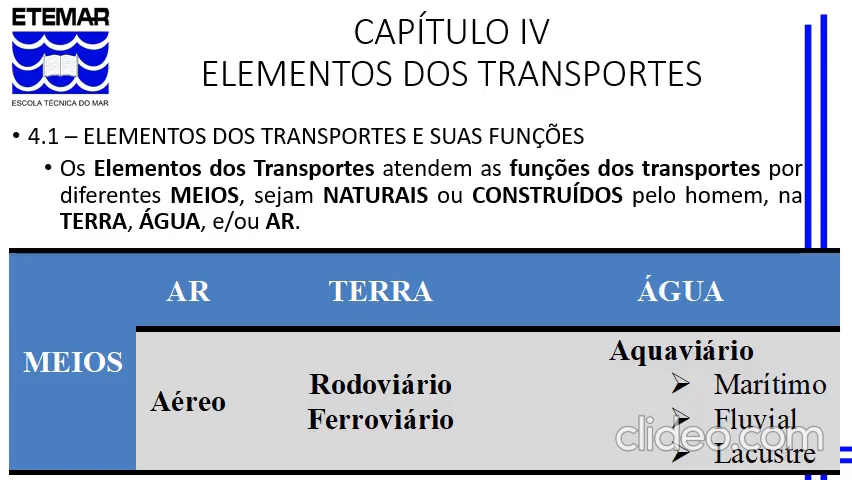 ETEMAR
ESCOLA TÉCNICA DO MAR
CAPÍTULO IV
ELEMENTOS DOS TRANSPORTES
• 4.1 – ELEMENTOS DOS TRANSPORTES E SUAS FUNÇÕES
• Os Elementos dos Transportes atendem as funções dos transportes por
diferentes MEIOS, sejam NATURAIS ou CONSTRUÍDOS pelo homem, na
TERRA, ÁGUA, e/ou AR.
AR TERRA ÁGUA
MEIOS
Aéreo
Rodoviário
Ferroviário
Aquaviário
➢ Marítimo
➢ Fluvial
➢ Lacustre
clideo.com